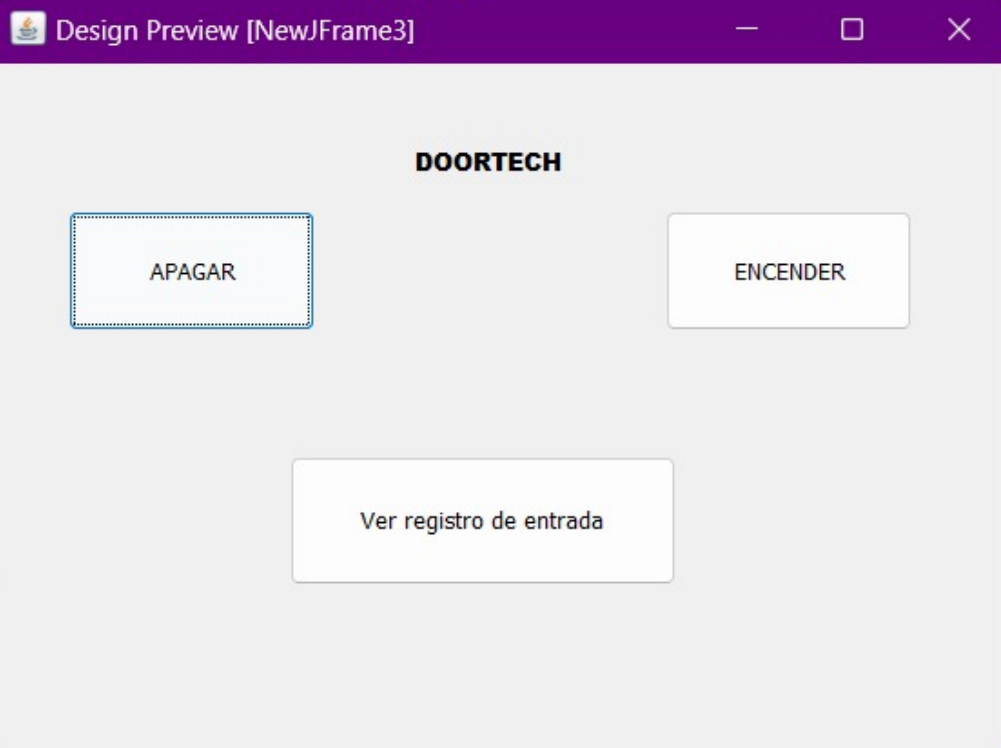 Design Preview [NewJFrame3]
DOORTECH
APAGAR
ENCENDER
Ver registro de entrada